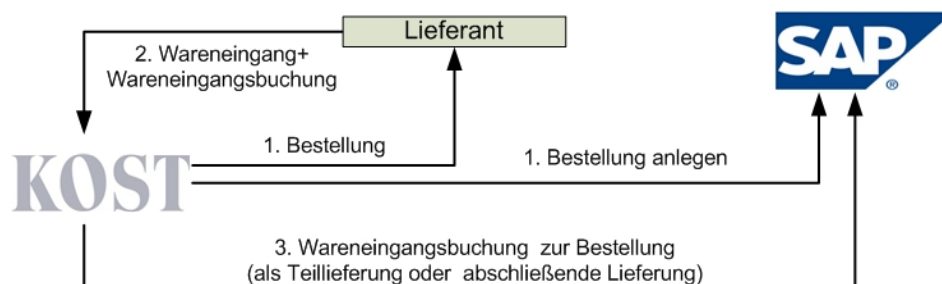 Lieferant
2. Wareneingang+
Wareneingangsbuchung
SAP
®
1. Bestellung
1. Bestellung anlegen
KOST
3. Wareneingangsbuchung zur Bestellung
(als Teillieferung oder abschließende Lieferung)